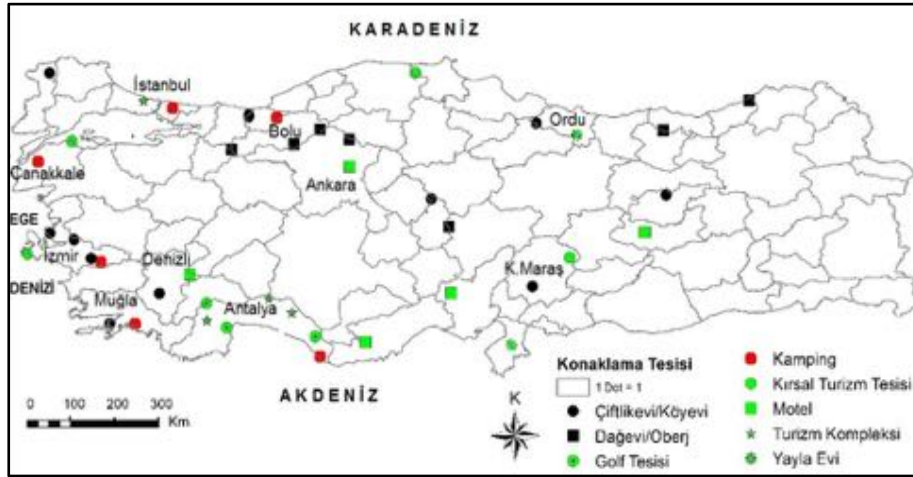 KARADENİZ
İstanbul
Bolu
Ordu
Çanakkale
Ankara
EGE
İzmir
Denizli
K.Maraş
DENİZİ
Muğla
Antalya
AKDENİZ
0 100 200 300
Km
K
Konaklama Tesisi
1 Dot = 1
Çiftlikevi/Köyevi
Dağevi/Oberj
Golf Tesisi
Kamping
Kırsal Turizm Tesisi
Motel
Turizm Kompleksi
Yayla Evi